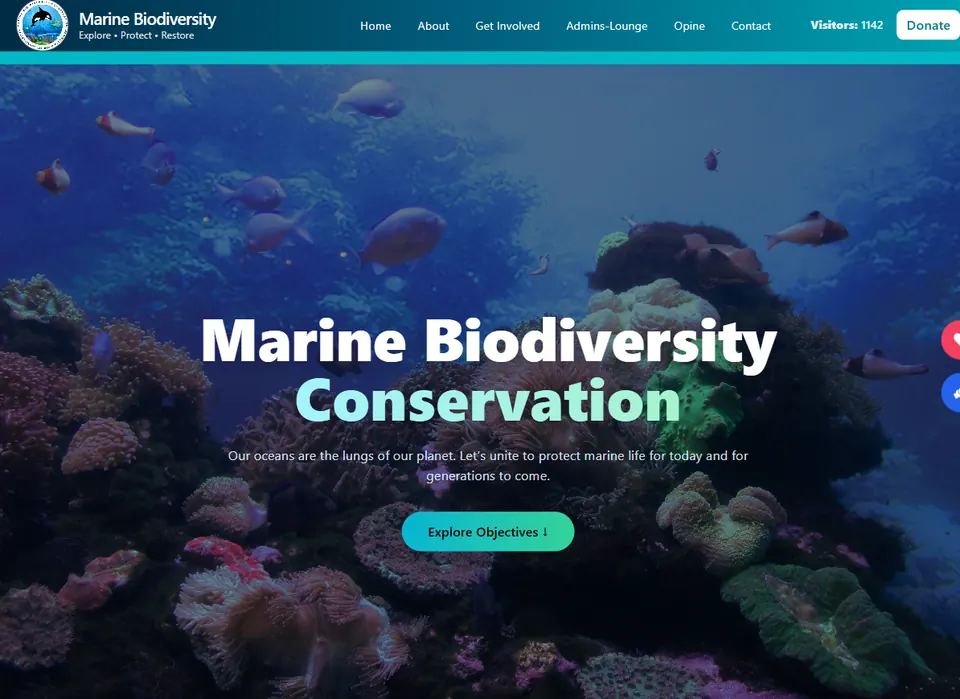 Marine Biodiversity
Explore • Protect • Restore
Home About Get Involved Admins-Lounge Opine Contact Visitors: 1142 Donate
Marine Biodiversity
Conservation
Our oceans are the lungs of our planet. Let's unite to protect marine life for today and for
generations to come.
Explore Objectives ↓